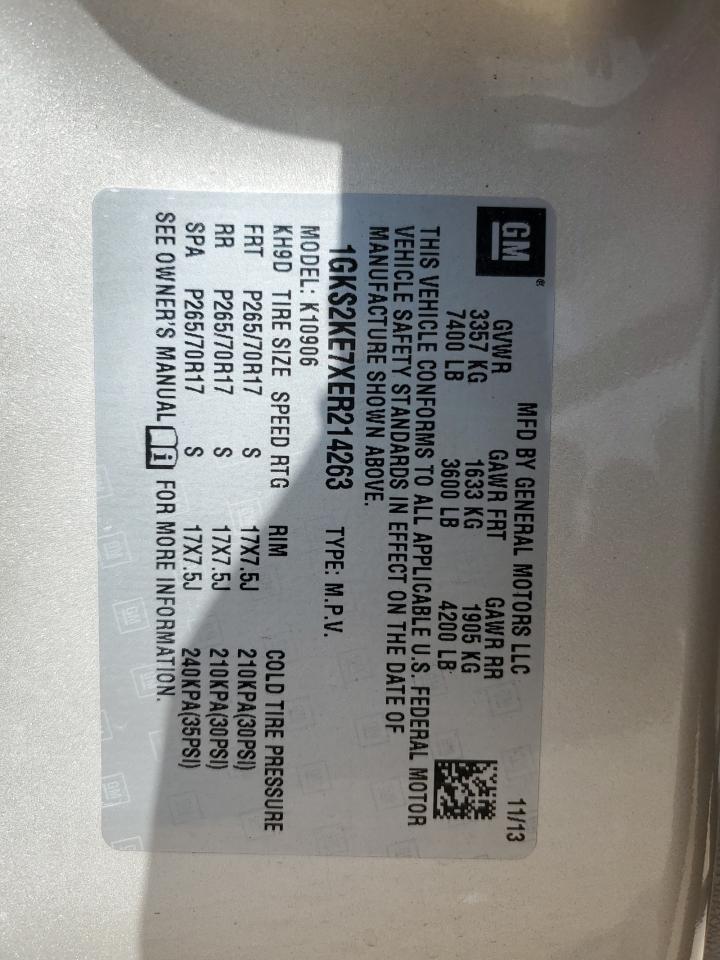 GM®
MFD BY GENERAL MOTORS LLC 11/13
GVWR GAWR FRT GAWR RR
3357 KG 1633 KG 1905 KG
7400 LB 3600 LB 4200 LB
THIS VEHICLE CONFORMS TO ALL APPLICABLE U.S. FEDERAL MOTOR
VEHICLE SAFETY STANDARDS IN EFFECT ON THE DATE OF
MANUFACTURE SHOWN ABOVE.
1GKS2KE7XER214263 TYPE: M.P.V.
MODEL: K10906
KH9D TIRE SIZE SPEED RTG RIM COLD TIRE PRESSURE
FRT P265/70R17 S 17X7.5J 210KPA(30PSI)
RR P265/70R17 S 17X7.5J 210KPA(30PSI)
SPA P265/70R17 S 17X7.5J 240KPA(35PSI)
SEE OWNER'S MANUAL i FOR MORE INFORMATION.